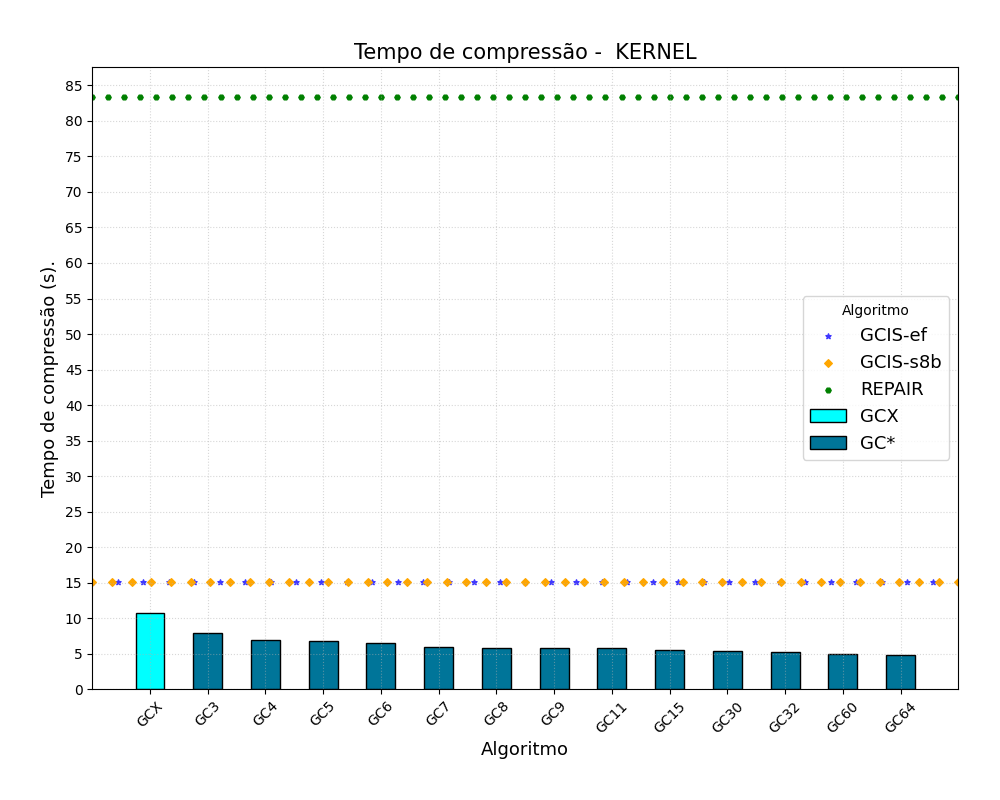 Tempo de compressão -  KERNEL
Tempo de compressão (s).
85
80
75
70
65
60
55
50
45
40
35
30
25
20
15
10
5
0
Algoritmo
GCIS-ef
GCIS-s8b
REPAIR
GCX
GC*
GCX
GC3
GC4
GC5
GC6
GC7
GC8
GC9
GC11
GC15
GC30
GC32
GC60
GC64
Algoritmo